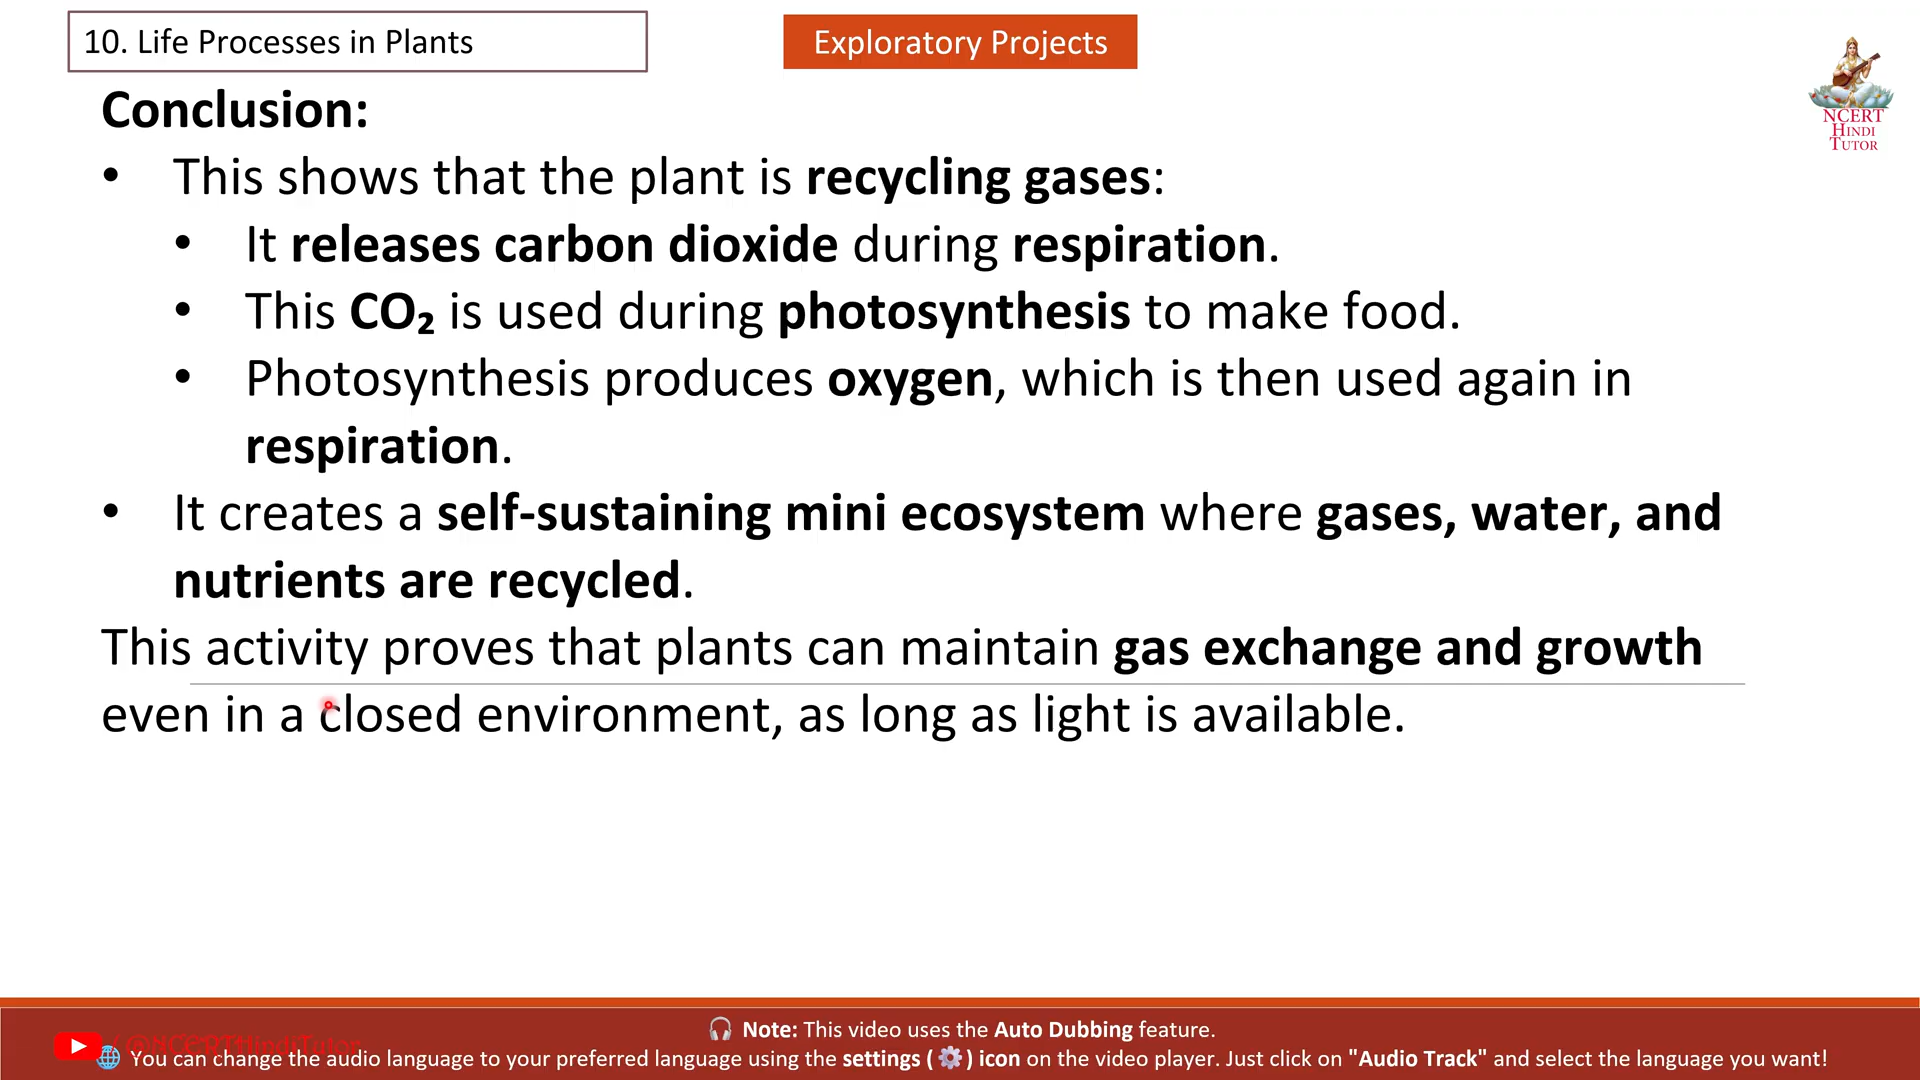 10. Life Processes in Plants
Exploratory Projects
NCERT
HINDI
TUTOR
Conclusion:
• This shows that the plant is recycling gases:
• It releases carbon dioxide during respiration.
• This CO₂ is used during photosynthesis to make food.
• Photosynthesis produces oxygen, which is then used again in
respiration.
• It creates a self-sustaining mini ecosystem where gases, water, and
nutrients are recycled.
This activity proves that plants can maintain gas exchange and growth
even in a closed environment, as long as light is available.
🎧 Note: This video uses the Auto Dubbing feature.
🌐 You can change the audio language to your preferred language using the settings ( ⚙️ ) icon on the video player. Just click on "Audio Track" and select the language you want!